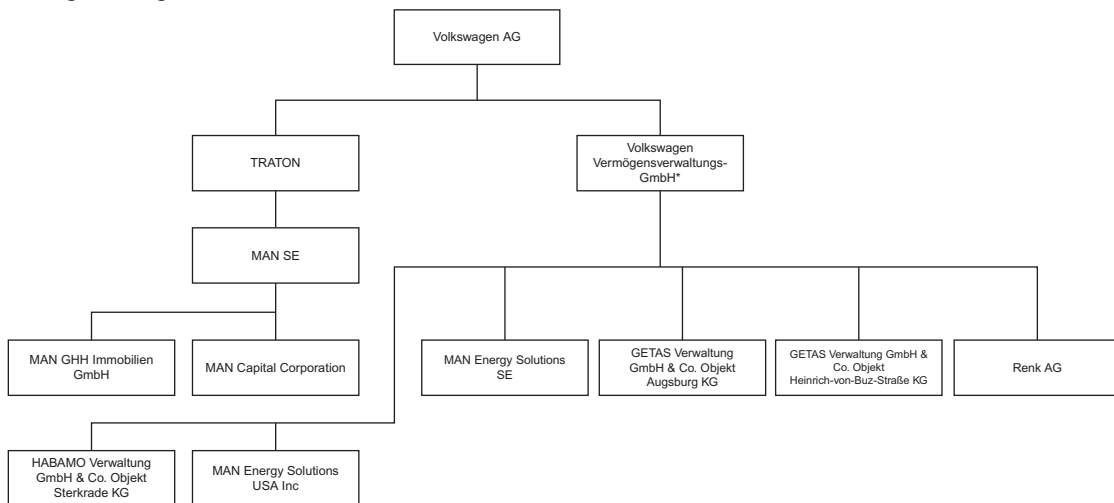 Volkswagen AG
TRATON
Volkswagen
Vermögensverwaltungs-
GmbH*
MAN SE
MAN GHH Immobilien
GmbH
MAN Capital Corporation
MAN Energy Solutions
SE
GETAS Verwaltung
GmbH & Co. Objekt
Augsburg KG
GETAS Verwaltung GmbH &
Co. Objekt
Heinrich-von-Buz-Straße KG
Renk AG
HABAMO Verwaltung
GmbH & Co. Objekt
Sterkrade KG
MAN Energy Solutions
USA Inc